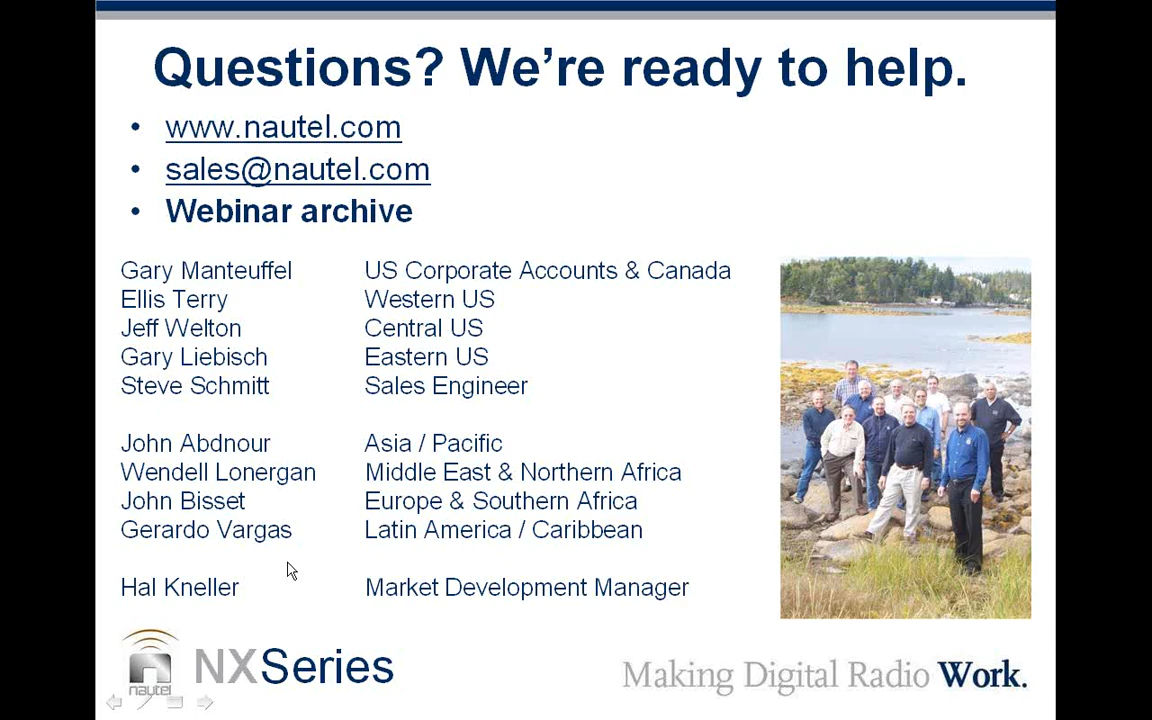 Questions? We're ready to help.
• www.nautel.com
• sales@nautel.com
• Webinar archive
Gary Manteuffel US Corporate Accounts & Canada
Ellis Terry Western US
Jeff Welton Central US
Gary Liebisch Eastern US
Steve Schmitt Sales Engineer
John Abdnour Asia / Pacific
Wendell Lonergan Middle East & Northern Africa
John Bisset Europe & Southern Africa
Gerardo Vargas Latin America / Caribbean
Hal Kneller Market Development Manager
nautel NXSeries Making Digital Radio Work.